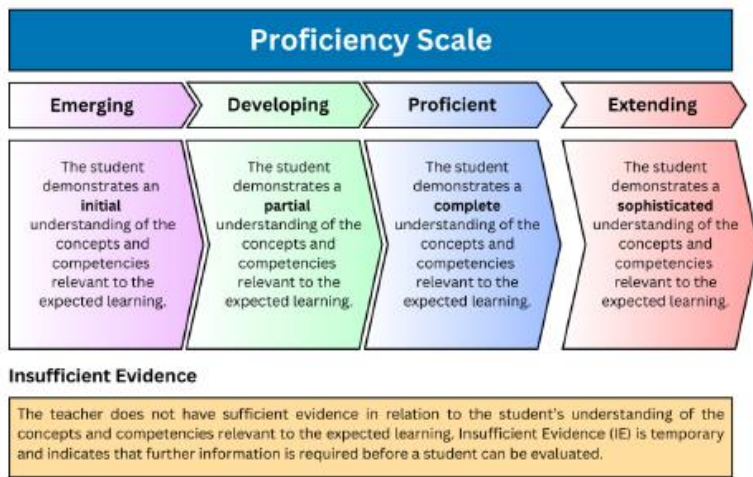 Proficiency Scale
Emerging
Developing
Proficient
Extending
The student
demonstrates an
initial
understanding of the
concepts and
competencies
relevant to the
expected learning.
The student
demonstrates a
partial
understanding of the
concepts and
competencies
relevant to the
expected learning.
The student
demonstrates a
complete
understanding of the
concepts and
competencies
relevant to the
expected learning.
The student
demonstrates a
sophisticated
understanding of the
concepts and
competencies
relevant to the
expected learning.
Insufficient Evidence
The teacher does not have sufficient evidence in relation to the student's understanding of the
concepts and competencies relevant to the expected learning. Insufficient Evidence (IE) is temporary
and indicates that further information is required before a student can be evaluated.